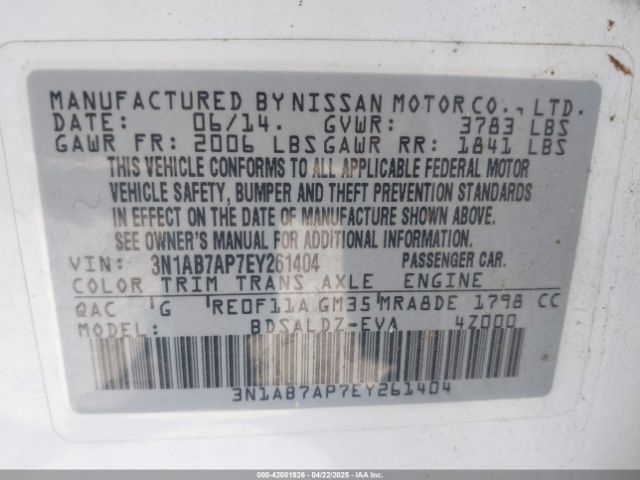 MANUFACTURED BY NISSAN MOTOR CO., LTD.
DATE: 06/14. GVWR: 3783 LBS
GAWR FR: 2006 LBS GAWR RR: 1841 LBS
THIS VEHICLE CONFORMS TO ALL APPLICABLE FEDERAL MOTOR
VEHICLE SAFETY, BUMPER AND THEFT PREVENTION STANDARDS
IN EFFECT ON THE DATE OF MANUFACTURE SHOWN ABOVE.
SEE OWNER'S MANUAL FOR ADDITIONAL INFORMATION
VIN: 3N1AB7AP7EY261404 PASSENGER CAR.
COLOR TRIM TRANS AXLE ENGINE
QAC G RE0F11A GM35 MRA8DE 1798 CC
MODEL: BDSALDZ-EVA 4Z000
3N1AB7AP7EY261404
000-42081926 - 04/22/2025 - IAAI.COM